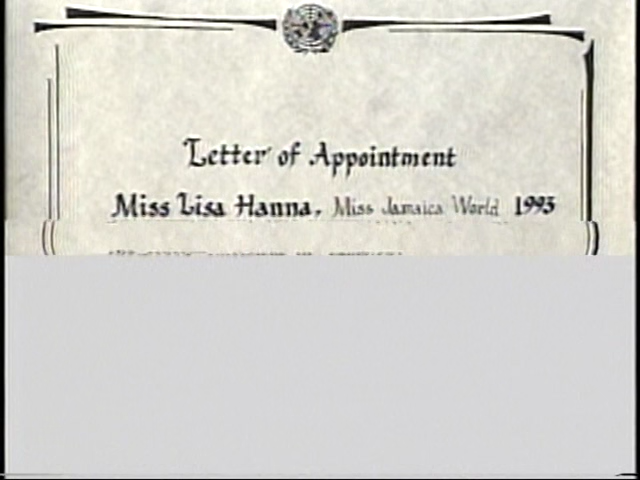 Letter of Appointment
Miss Lisa Hanna, Miss Jamaica World 1993